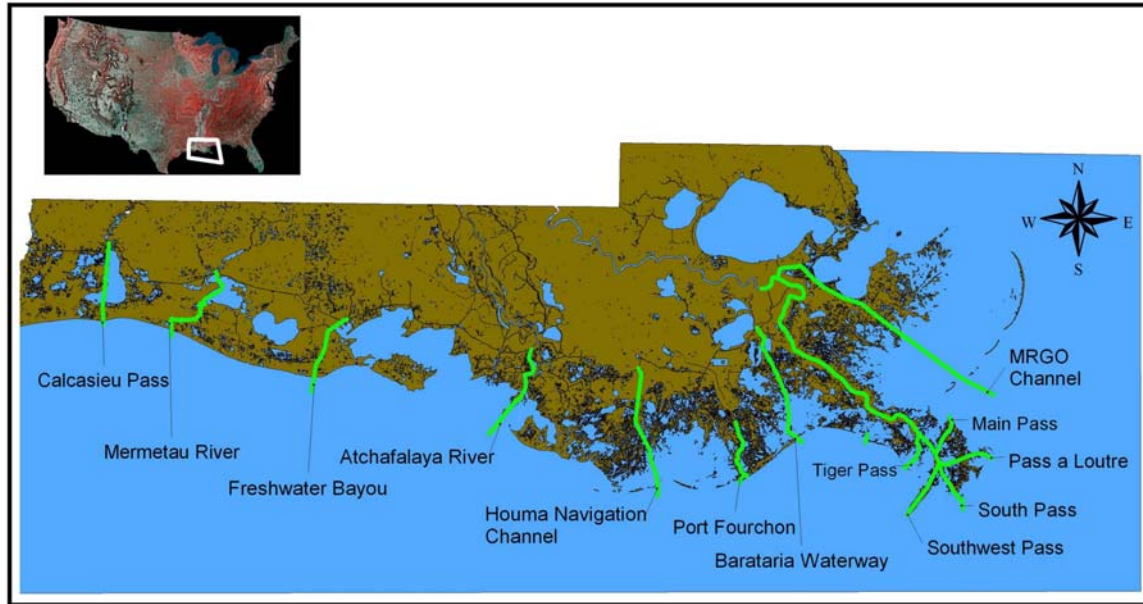 N
W
E
S
Calcasieu Pass
Mermetau River
Freshwater Bayou
Atchafalaya River
Houma Navigation
Channel
Port Fourchon
Barataria Waterway
Tiger Pass
MRGO
Channel
Main Pass
Pass a Loutre
South Pass
Southwest Pass